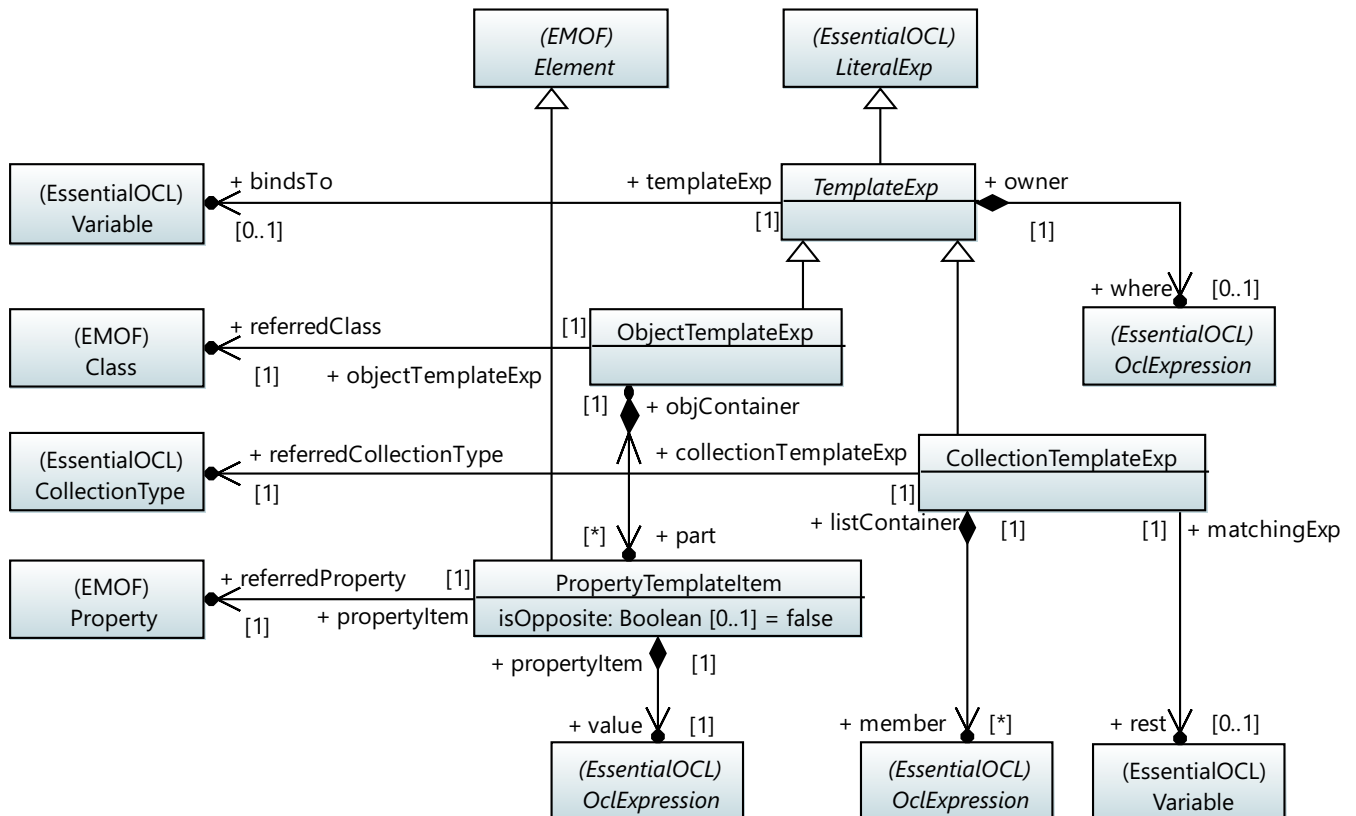 (EMOF)
Element
(EssentialOCL)
LiteralExp
(EssentialOCL)
Variable
+ bindsTo
[0..1]
+ templateExp
[1]
TemplateExp
+ owner
[1]
+ where
[0..1]
(EssentialOCL)
OclExpression
(EMOF)
Class
+ referredClass
[1]
[1]
+ objectTemplateExp
ObjectTemplateExp
[1]
+ objContainer
(EssentialOCL)
CollectionType
+ referredCollectionType
[1]
+ collectionTemplateExp
[1]
CollectionTemplateExp
+ listContainer
[1]
[1]
+ matchingExp
[*]
+ part
(EMOF)
Property
+ referredProperty
[1]
[1]
+ propertyItem
PropertyTemplateItem
isOpposite: Boolean [0..1] = false
+ propertyItem
[1]
+ value
[1]
(EssentialOCL)
OclExpression
+ member
[*]
(EssentialOCL)
OclExpression
+ rest
[0..1]
(EssentialOCL)
Variable